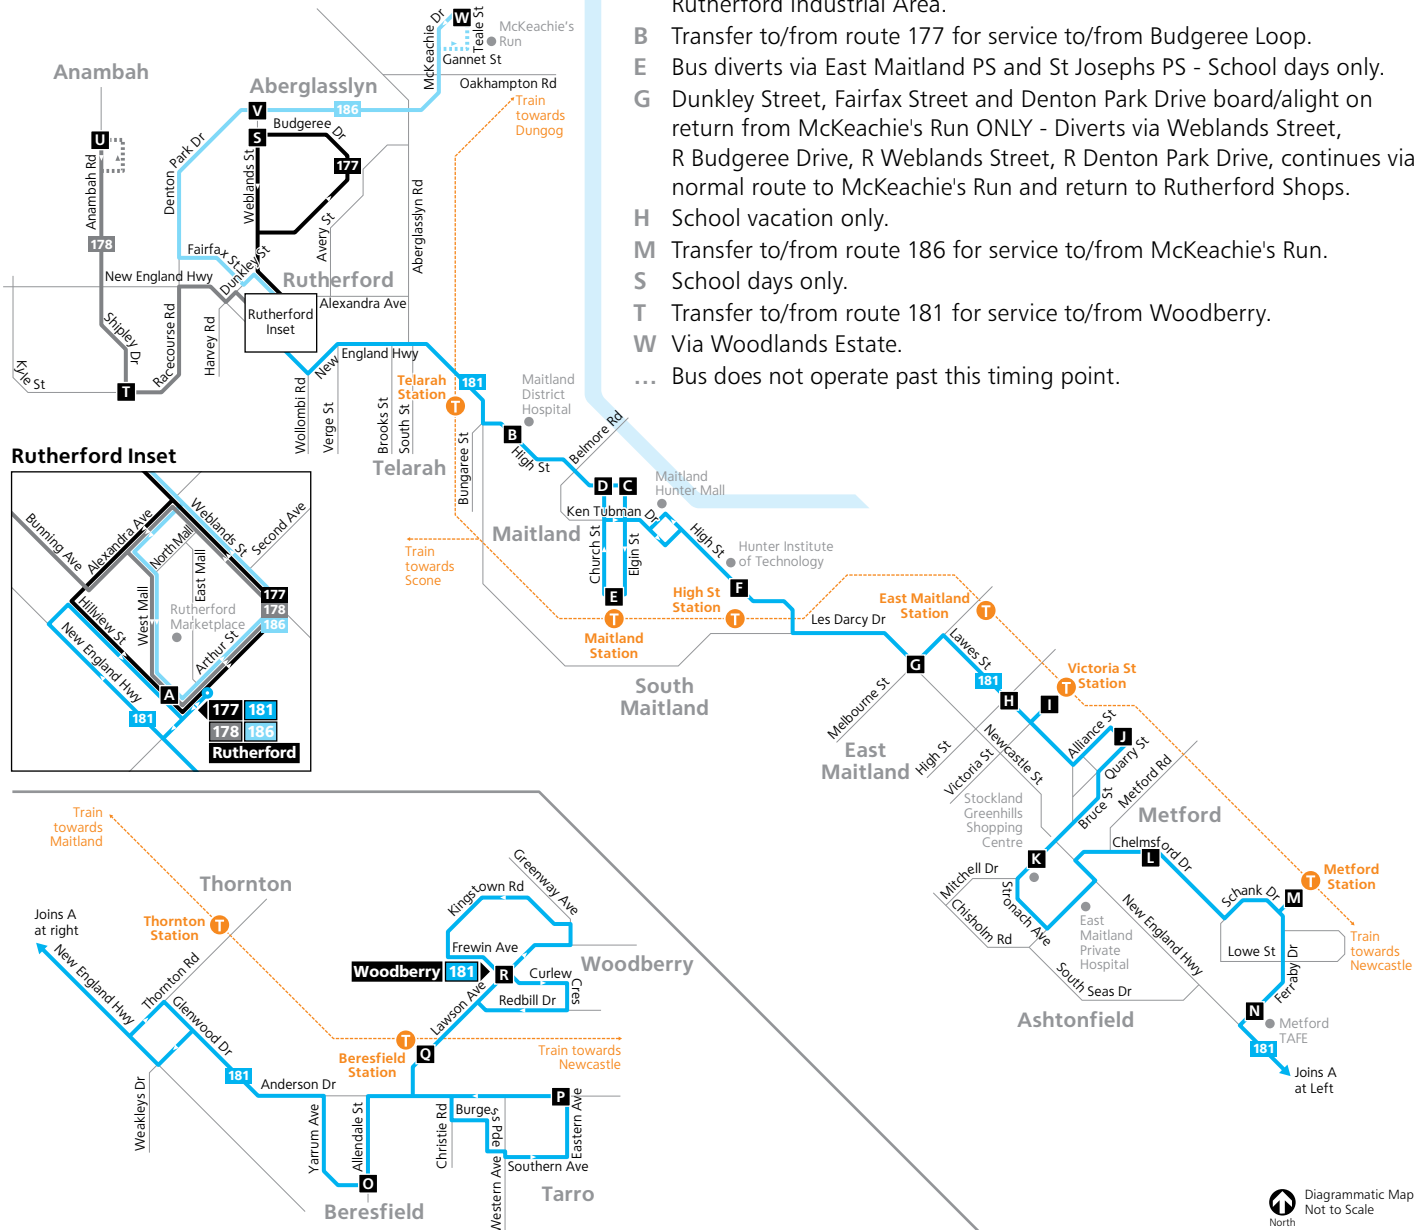 Rutherford Industrial Area.
B Transfer to/from route 177 for service to/from Budgeree Loop.
E Bus diverts via East Maitland PS and St Josephs PS - School days only.
G Dunkley Street, Fairfax Street and Denton Park Drive board/alight on
return from McKeachie's Run ONLY - Diverts via Weblands Street,
R Budgeree Drive, R Weblands Street, R Denton Park Drive, continues via
normal route to McKeachie's Run and return to Rutherford Shops.
H School vacation only.
M Transfer to/from route 186 for service to/from McKeachie's Run.
S School days only.
T Transfer to/from route 181 for service to/from Woodberry.
W Via Woodlands Estate.
... Bus does not operate past this timing point.
McKeachie Dr
W
Teale St
McKeachie's
Run
Gannet St
Oakhampton Rd
Anambah
Aberglasslyn
V
186
Train
towards
Dungog
U
S
Budgeree Dr
177
Denton Park Dr
Weblands St
Anambah Rd
178
Avery St
Aberglasslyn Rd
Fairfax St
Dunkley St
New England Hwy
Rutherford
Alexandra Ave
Rutherford
Inset
Shipley Dr
Racecourse Rd
Harvey Rd
Kyle St
T
New England Hwy
Wollombi Rd
Verge St
Brooks St
South St
Telarah
Station
T
181
Maitland
District
Hospital
B
High St
Belmore Rd
Bungaree St
Telarah
D
C
Maitland
Hunter Mall
Ken Tubman Dr
Maitland
Church St
Elgin St
High St
Hunter Institute
of Technology
Train
towards
Scone
E
F
T
Maitland
Station
High St
Station
T
Les Darcy Dr
East Maitland
Station
T
South
Maitland
G
Lawes St
181
Melbourne St
H
I
Victoria St
Station
T
East
Maitland
High St
Victoria St
Newcastle St
Alliance St
J
Quarry St
Bruce St
Metford Rd
Metford
Stockland
Greenhills
Shopping
Centre
K
Chelmsford Dr
L
Mitchell Dr
Stronach Ave
Chisholm Rd
East
Maitland
Private
Hospital
New England Hwy
Schank Dr
M
T
Metford
Station
Lowe St
Ferraby Dr
Train
towards
Newcastle
South Seas Dr
Ashtonfield
N
Metford
TAFE
181
Joins A
at Left
Rutherford Inset
Bunning Ave
Alexandra Ave
Weblands St
Second Ave
North Mall
East Mall
West Mall
Hillview St
Rutherford
Marketplace
Arthur St
New England Hwy
177
178
186
A
181
177 181
178 186
Rutherford
Train
towards
Maitland
Thornton
Thornton
Station
T
Joins A
at right
New England Hwy
Thornton Rd
Glenwood Dr
Weakleys Dr
181
Anderson Dr
Yarrum Ave
Allendale St
O
Beresfield
Greenway Ave
Kingstown Rd
Frewin Ave
Woodberry 181
R
Woodberry
Curlew
Cres
Redbill Dr
Lawson Ave
T
Beresfield
Station
Q
Train towards
Newcastle
Christie Rd
Burgess Pde
P
Eastern Ave
Southern Ave
Western Ave
Tarro
North
Diagrammatic Map
Not to Scale